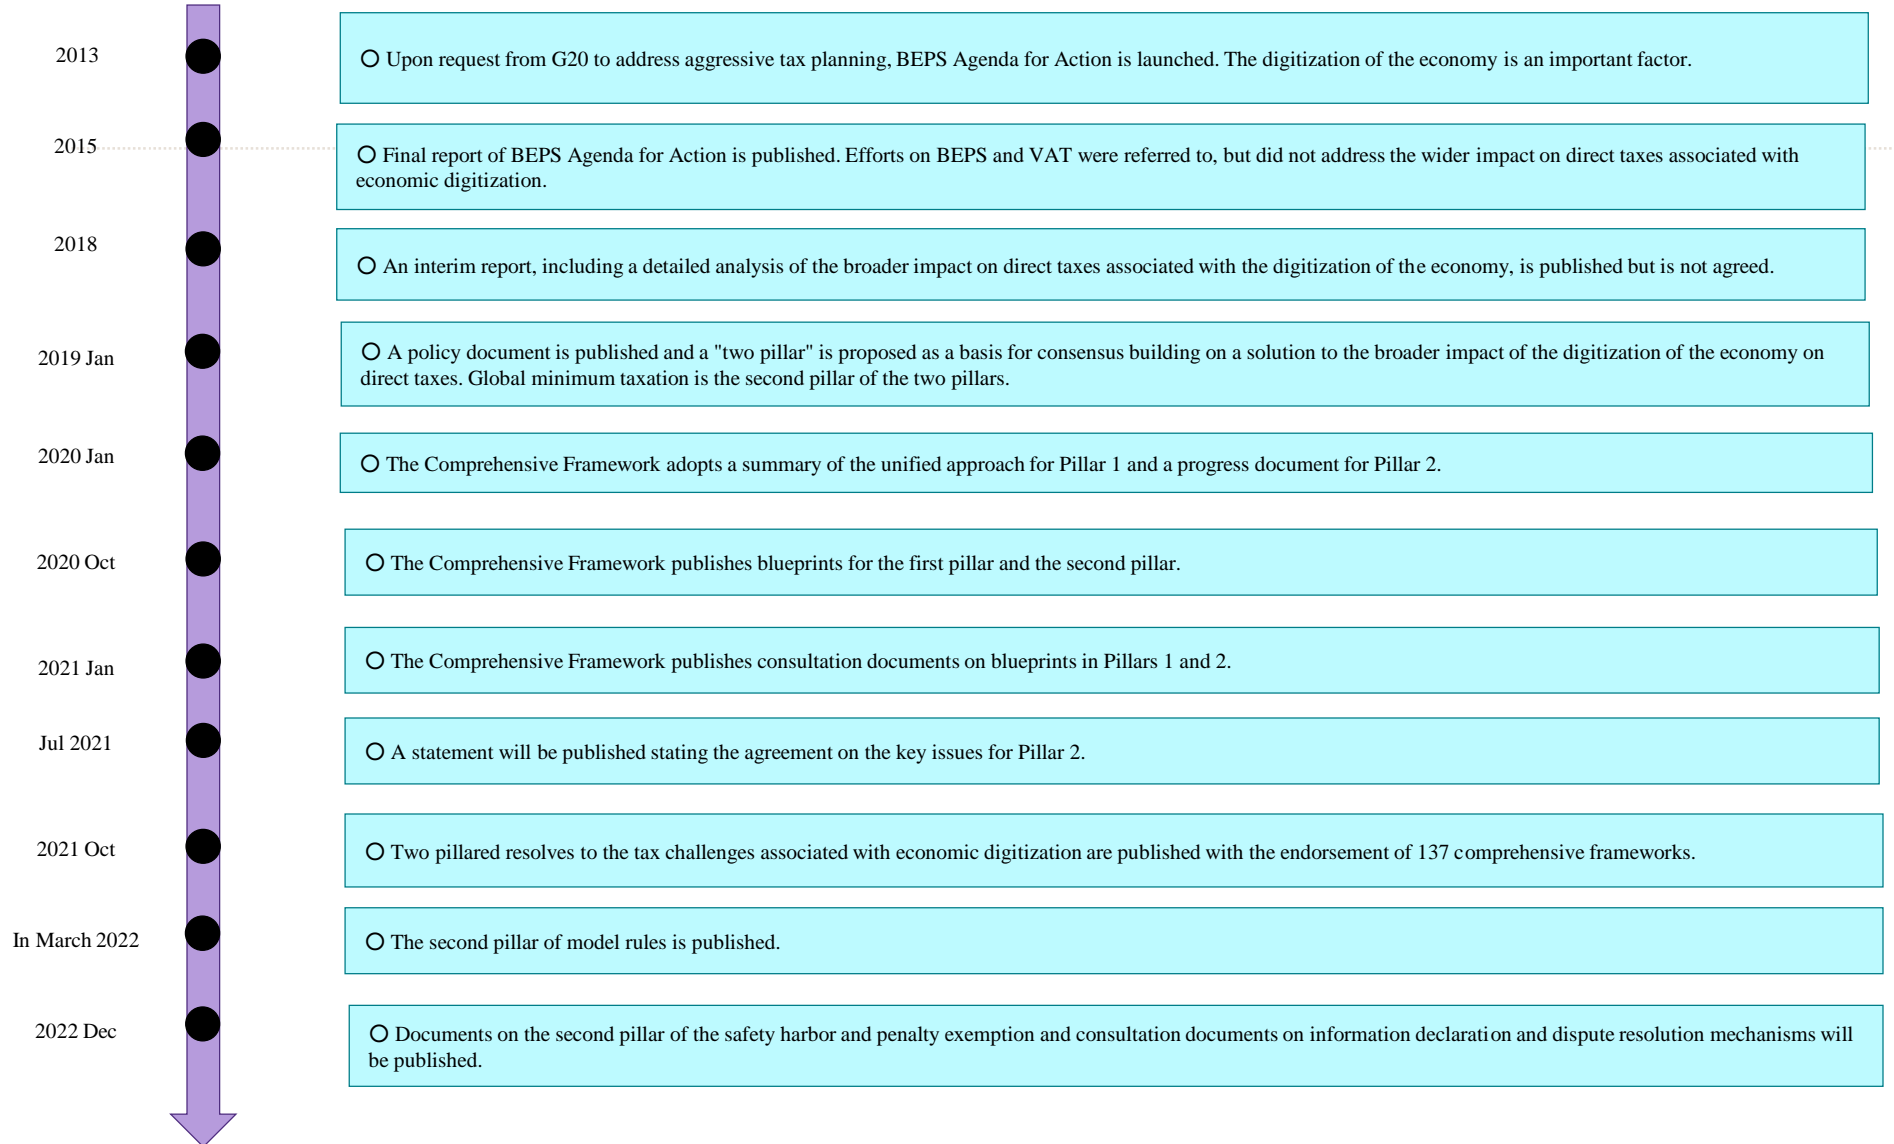 2013
○ Upon request from G20 to address aggressive tax planning, BEPS Agenda for Action is launched. The digitization of the economy is an important factor.
2015
○ Final report of BEPS Agenda for Action is published. Efforts on BEPS and VAT were referred to, but did not address the wider impact on direct taxes associated with
economic digitization.
2018
○ An interim report, including a detailed analysis of the broader impact on direct taxes associated with the digitization of the economy, is published but is not agreed.
2019 Jan
○ A policy document is published and a "two pillar" is proposed as a basis for consensus building on a solution to the broader impact of the digitization of the economy on
direct taxes. Global minimum taxation is the second pillar of the two pillars.
2020 Jan
○ The Comprehensive Framework adopts a summary of the unified approach for Pillar 1 and a progress document for Pillar 2.
2020 Oct
○ The Comprehensive Framework publishes blueprints for the first pillar and the second pillar.
2021 Jan
○ The Comprehensive Framework publishes consultation documents on blueprints in Pillars 1 and 2.
Jul 2021
○ A statement will be published stating the agreement on the key issues for Pillar 2.
2021 Oct
○ Two pillared resolves to the tax challenges associated with economic digitization are published with the endorsement of 137 comprehensive frameworks.
In March 2022
○ The second pillar of model rules is published.
2022 Dec
○ Documents on the second pillar of the safety harbor and penalty exemption and consultation documents on information declaration and dispute resolution mechanisms will
be published.